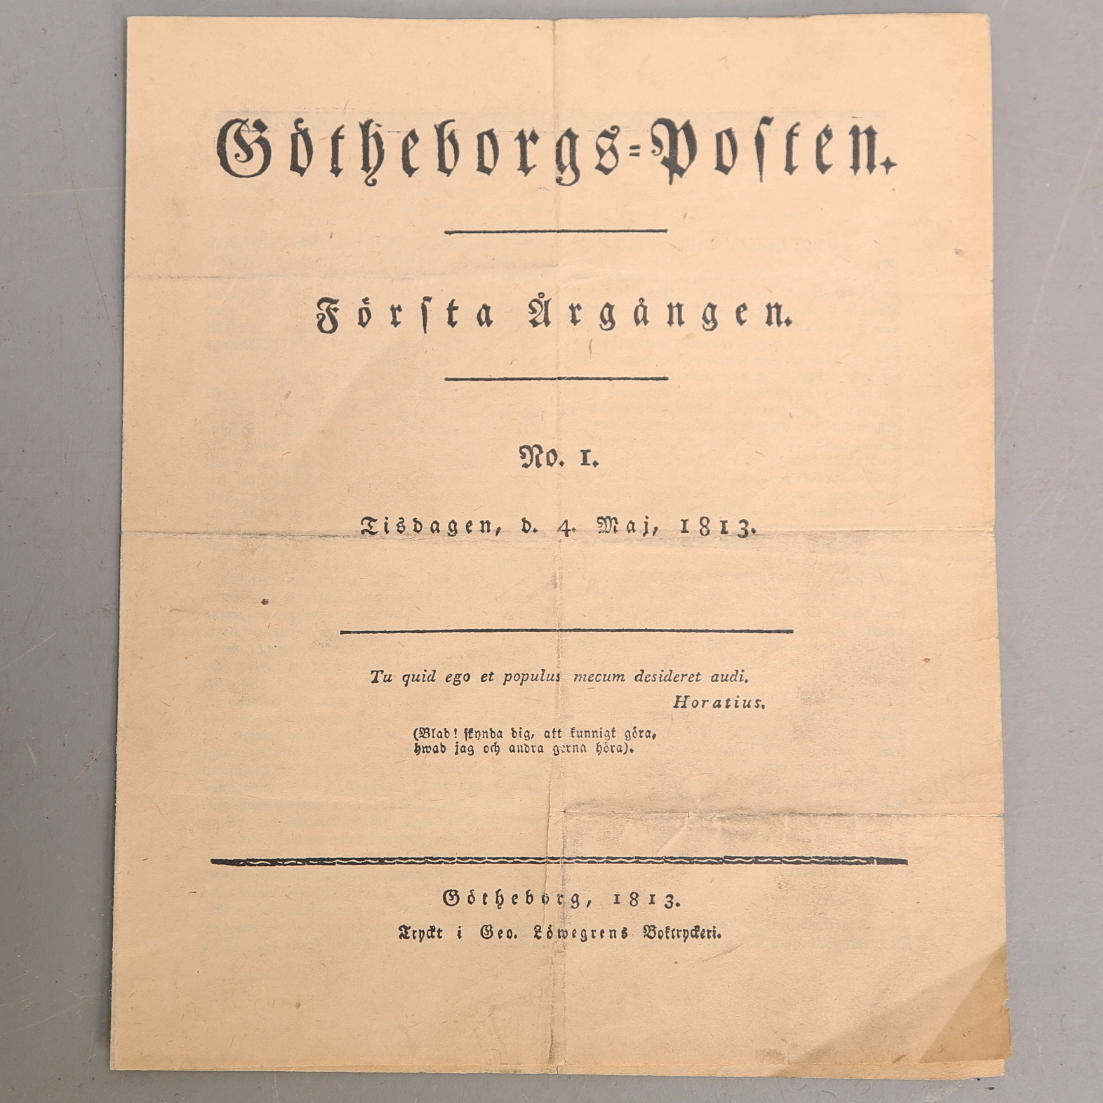 Götheborgs-Posten.
Förſta Årgången.
No. 1.
Tisdagen, d. 4. Maj, 1813.
Tu quid ego et populus mecum desideret audi.
Horatius.
(Blad! ſkynda dig, att kunnigt göra,
hwad jag och andra gerna höra).
Götheborg, 1813.
Tryckt i Geo. Löwegrens Boktryckeri.